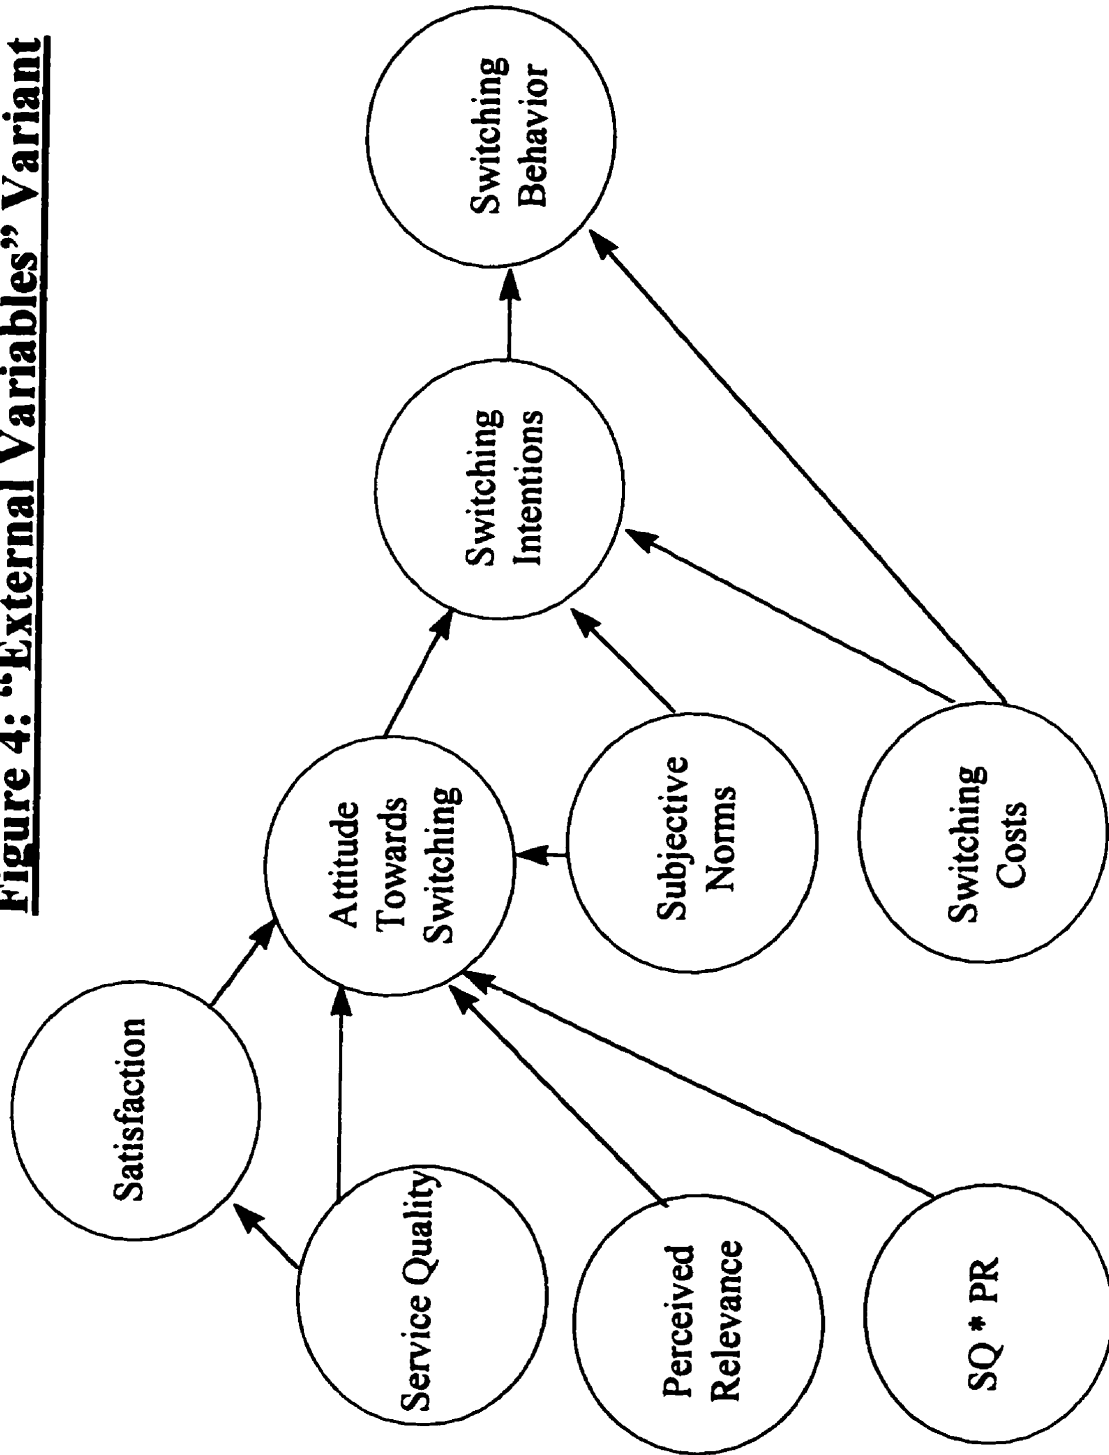 Figure 4: “External Variables” Variant
Satisfaction
Service Quality
Perceived
Relevance
SQ * PR
Attitude
Towards
Switching
Subjective
Norms
Switching
Costs
Switching
Intentions
Switching
Behavior